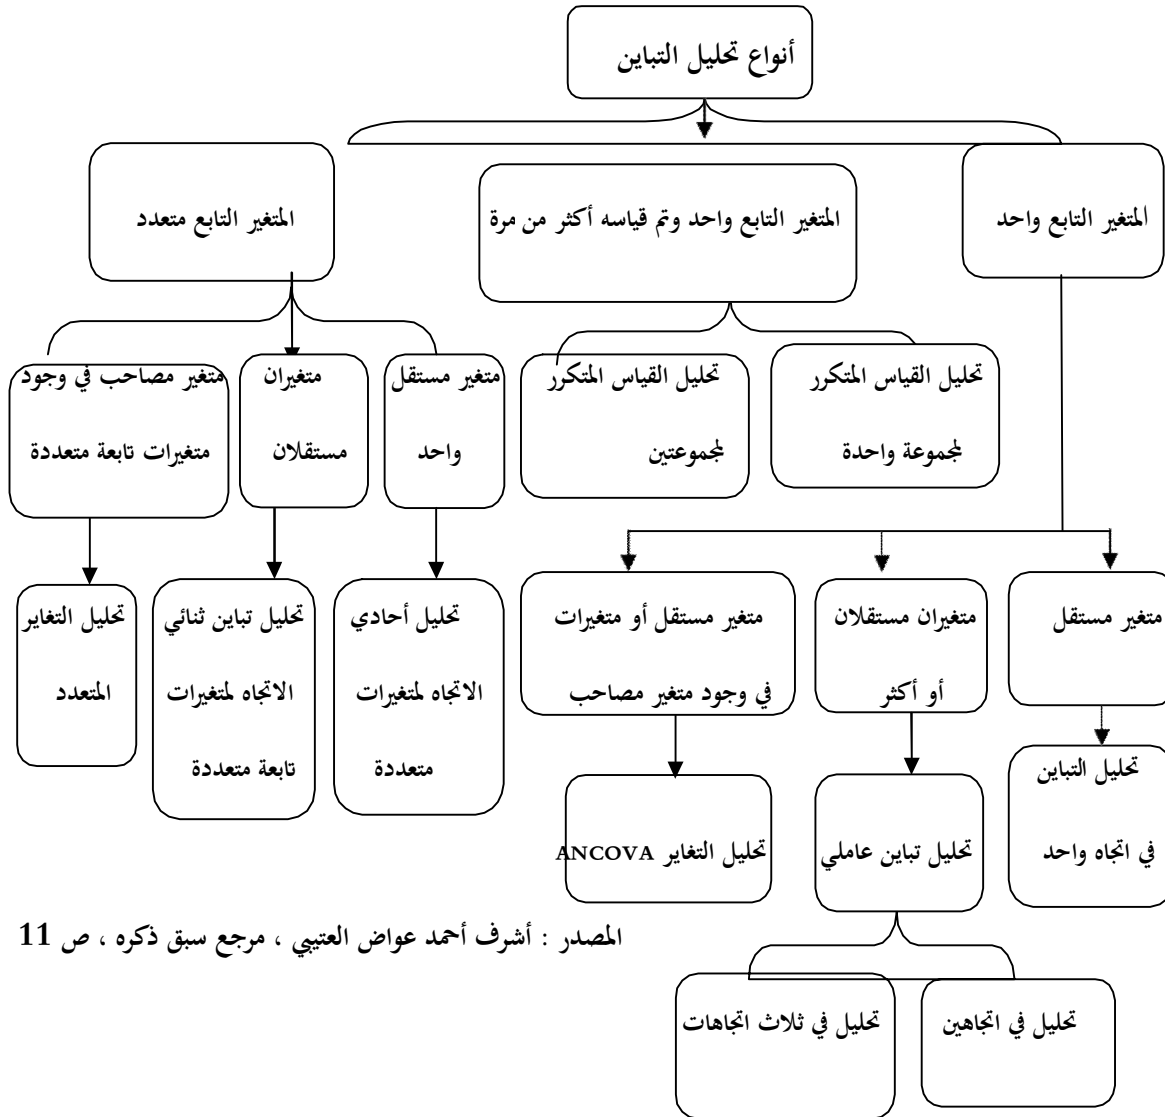 أنواع تحليل التباين
المتغير التابع واحد
المتغير التابع واحد وتم قياسه أكثر من مرة
المتغير التابع متعدد
تحليل القياس المتكرر
لمجموعة واحدة
تحليل القياس المتكرر
لمجموعتين
متغير مستقل
واحد
متغيران
مستقلان
متغير مصاحب في وجود
متغيرات تابعة متعددة
متغير مستقل
متغيران مستقلان
أو أكثر
متغير مستقل أو متغيرات
في وجود متغير مصاحب
تحليل أحادي
الاتجاه لمتغيرات
متعددة
تحليل تباين ثنائي
الاتجاه لمتغيرات
تابعة متعددة
تحليل التغاير
المتعدد
تحليل التباين
في اتجاه واحد
تحليل تباين عاملي
تحليل التغاير ANCOVA
تحليل في اتجاهين
تحليل في ثلاث اتجاهات
المصدر : أشرف أحمد عواض العتيبي ، مرجع سبق ذكره ، ص 11